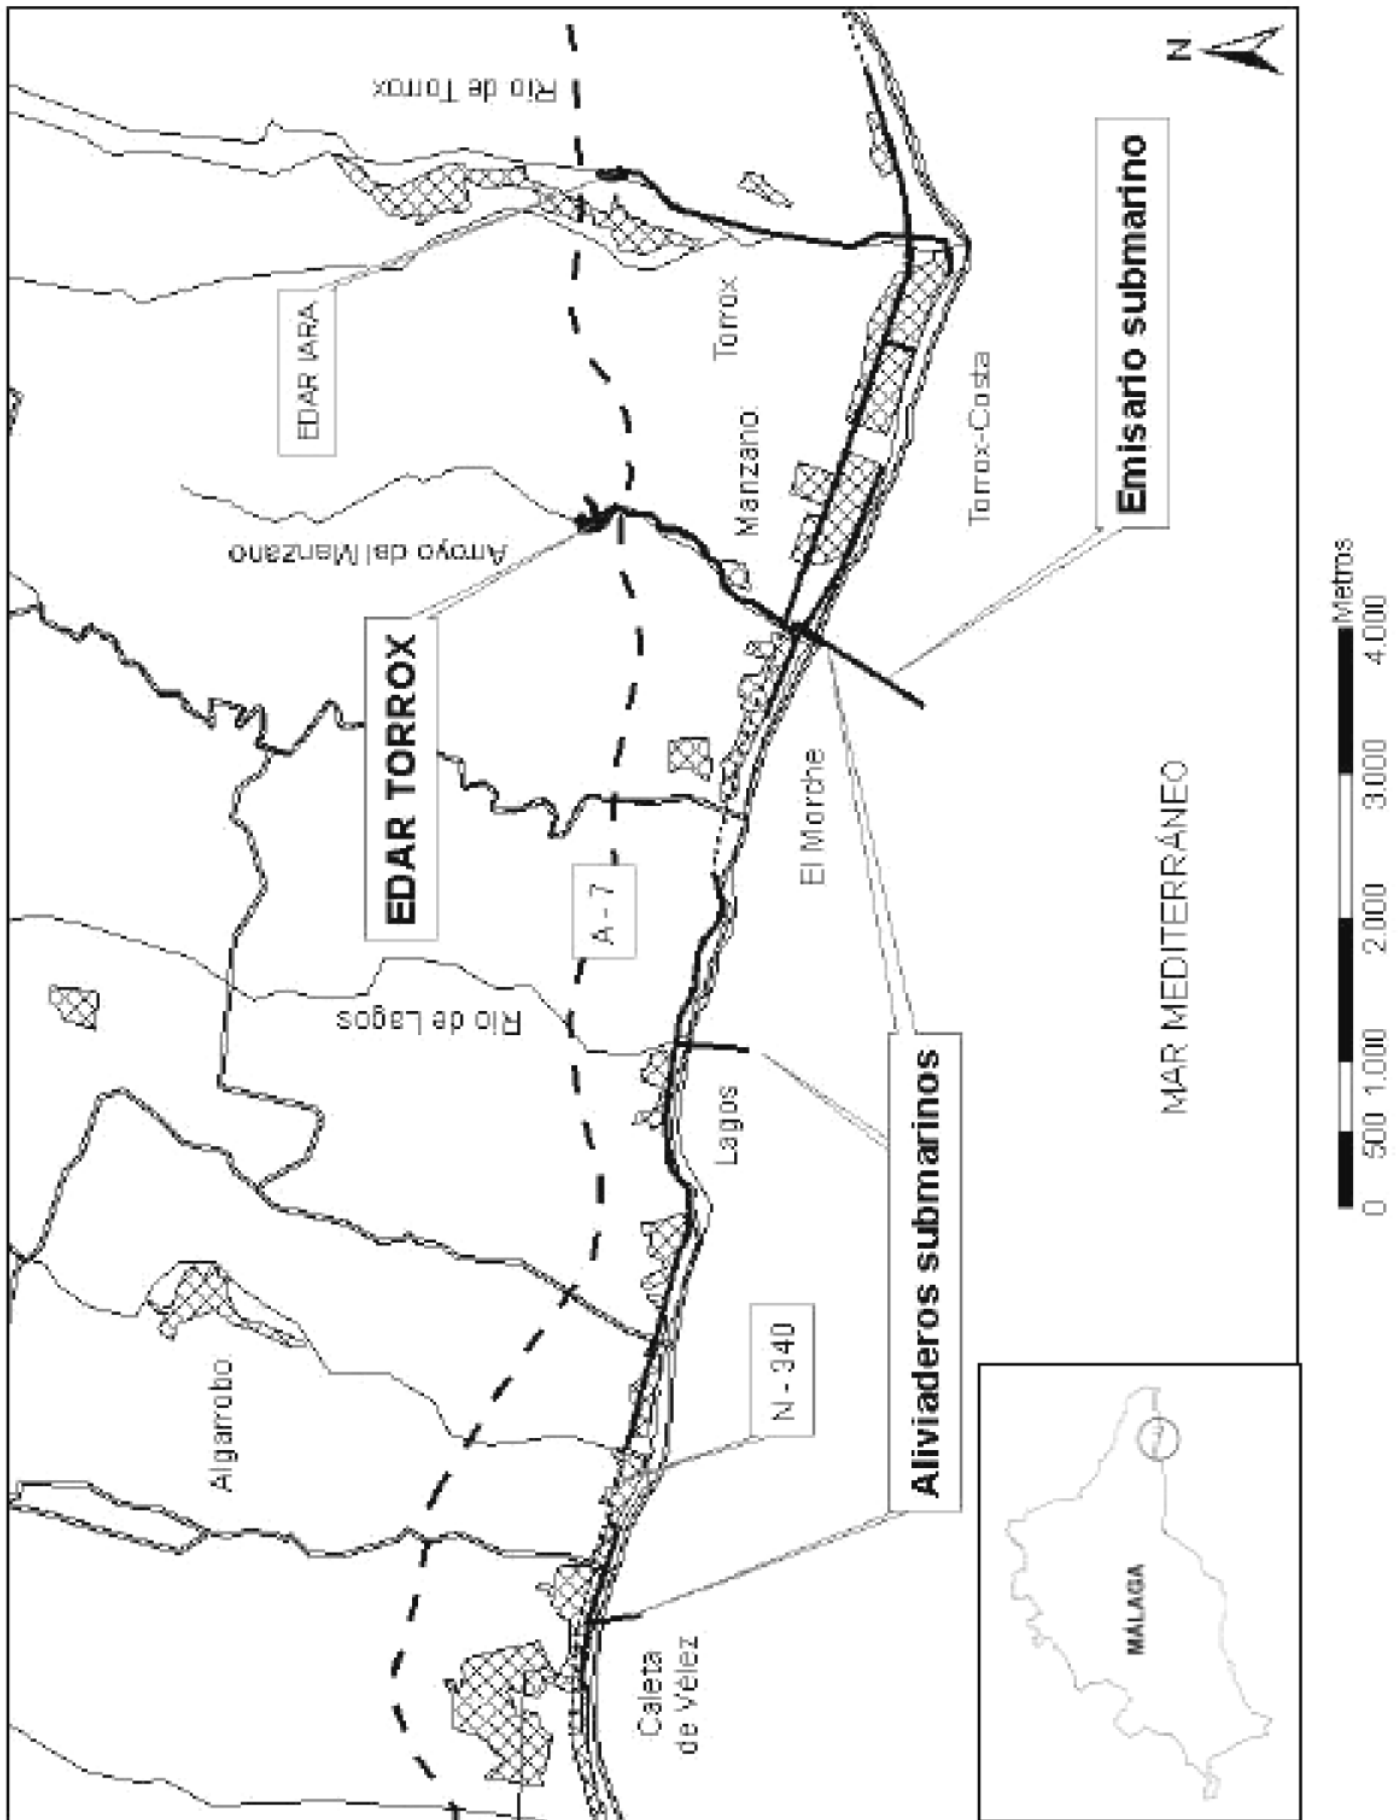 Río de Torrox
N
EDAR IARA
Torrox
Emisario submarino
Manzano
Torrox-Costa
Arroyo del Manzano
EDAR TORROX
El Morche
A - 7
Río de Lagos
Lagos
MAR MEDITERRÁNEO
Aliviaderos submarinos
Algarrobo
N - 340
Caleta
de Vélez
MÁLAGA
0 500 1.000 2.000 3.000 4.000
Metros